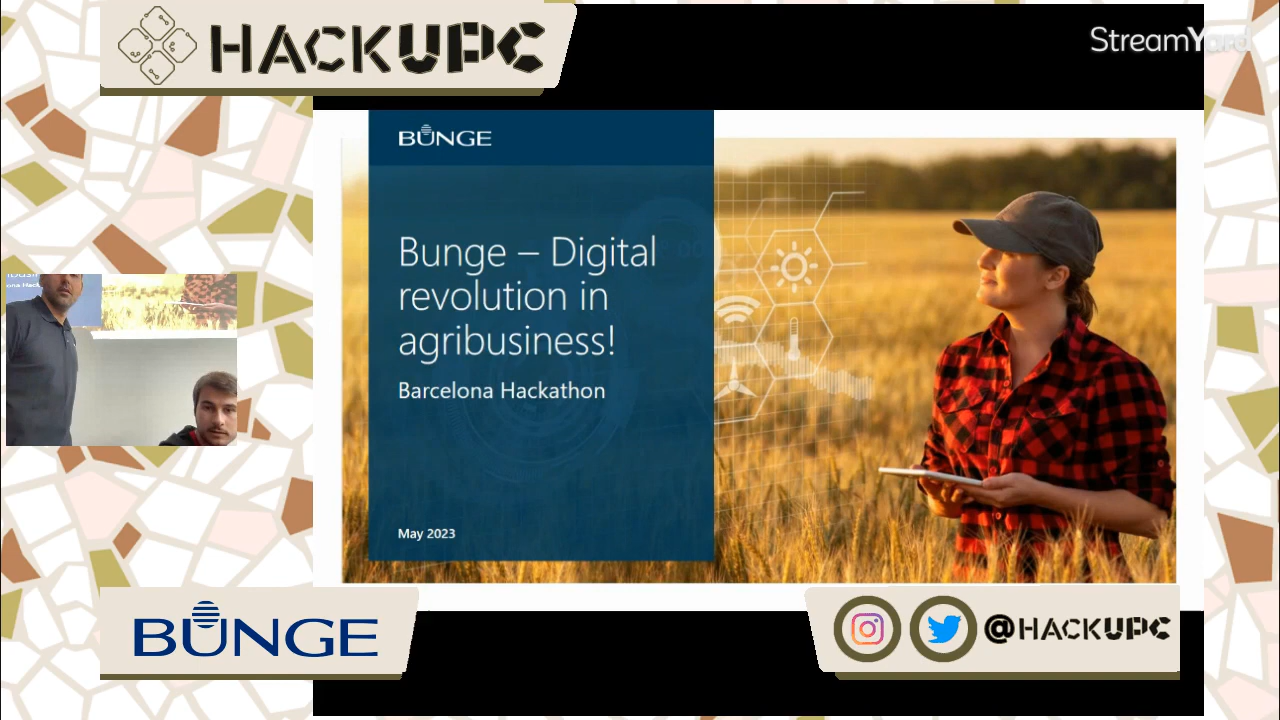 HACKUPC
StreamYard
BUNGE
Bunge – Digital
revolution in
agribusiness!
Barcelona Hackathon
May 2023
BUNGE
@HACKUPC